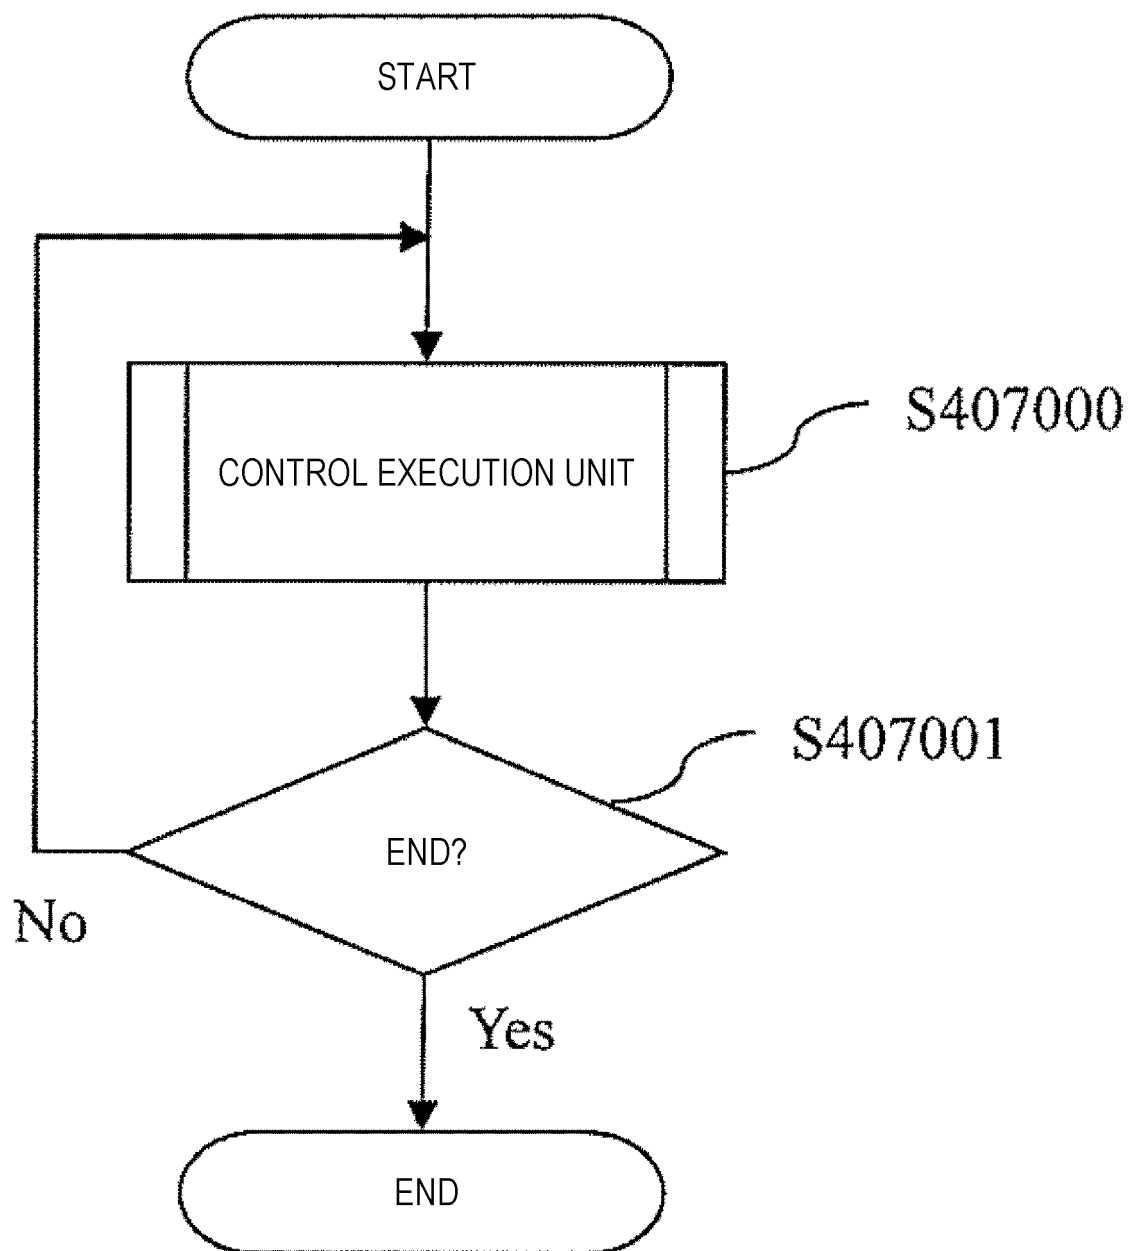 START
S407000
CONTROL EXECUTION UNIT
S407001
END?
No
Yes
END